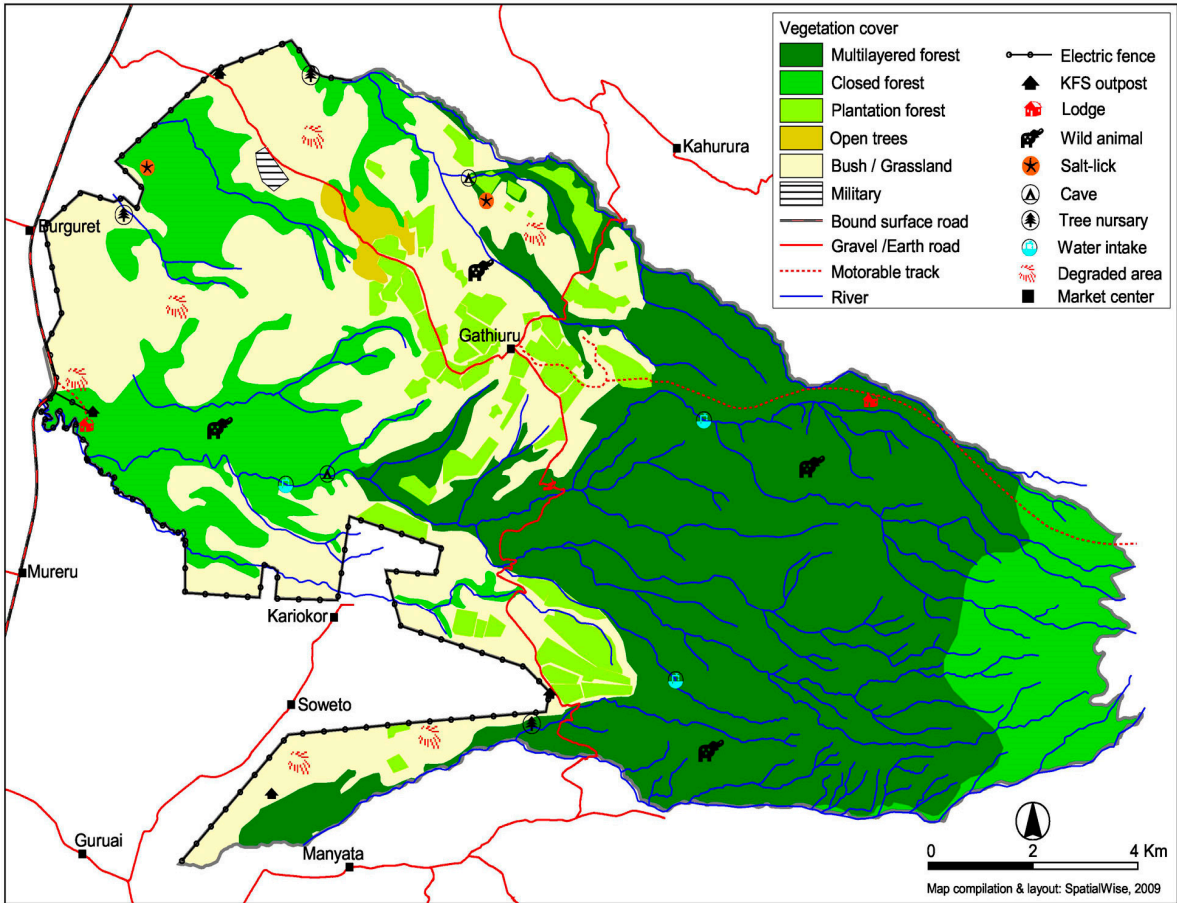 Vegetation cover
Multilayered forest
Closed forest
Plantation forest
Open trees
Bush / Grassland
Military
Bound surface road
Gravel /Earth road
Motorable track
River
Electric fence
KFS outpost
Lodge
Wild animal
Salt-lick
Cave
Tree nursary
Water intake
Degraded area
Market center
Kahurura
Burguret
Gathiuru
Mureru
Kariokor
Soweto
Guruai
Manyata
0 2 4 Km
Map compilation & layout: SpatialWise, 2009